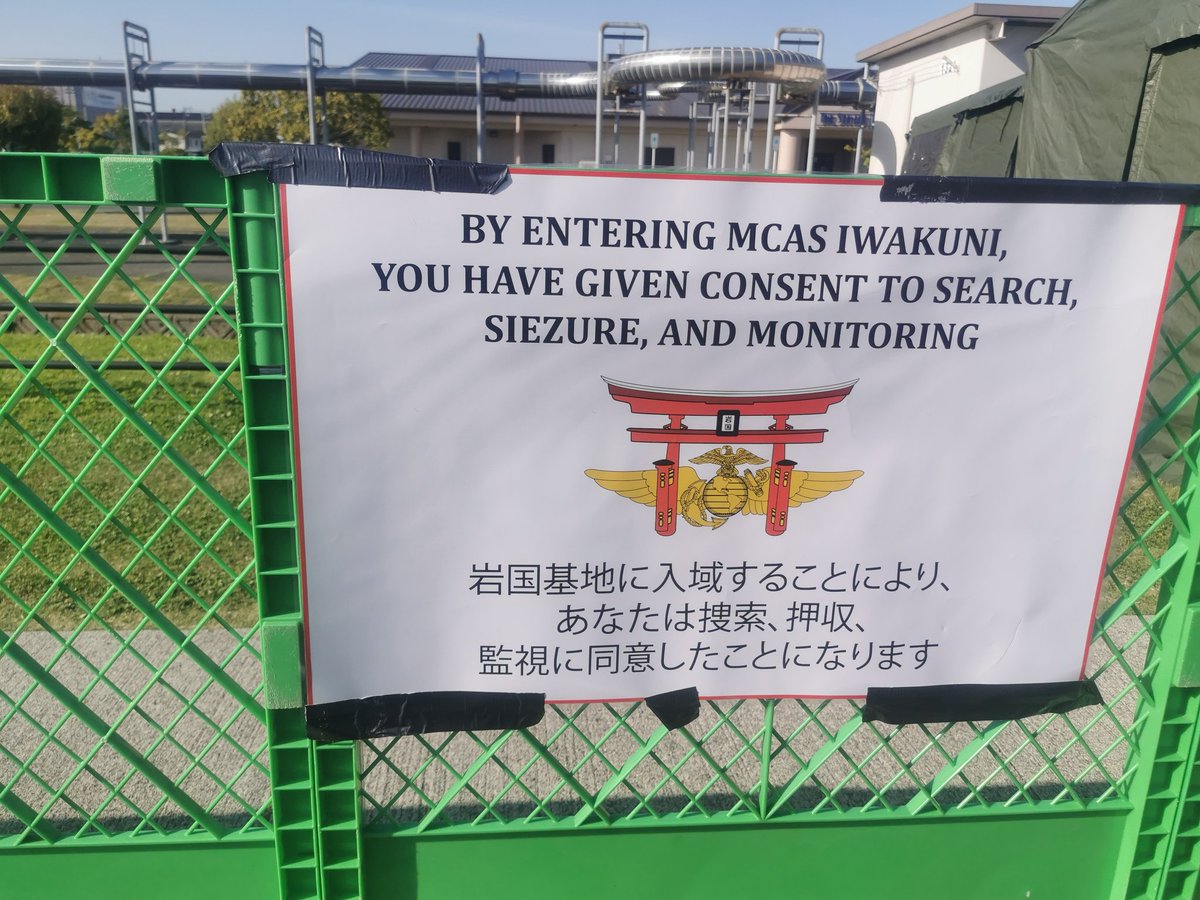 BY ENTERING MCAS IWAKUNI,
YOU HAVE GIVEN CONSENT TO SEARCH,
SIEZURE, AND MONITORING
岩国
岩国基地に入域することにより、
あなたは捜索、押収、
監視に同意したことになります